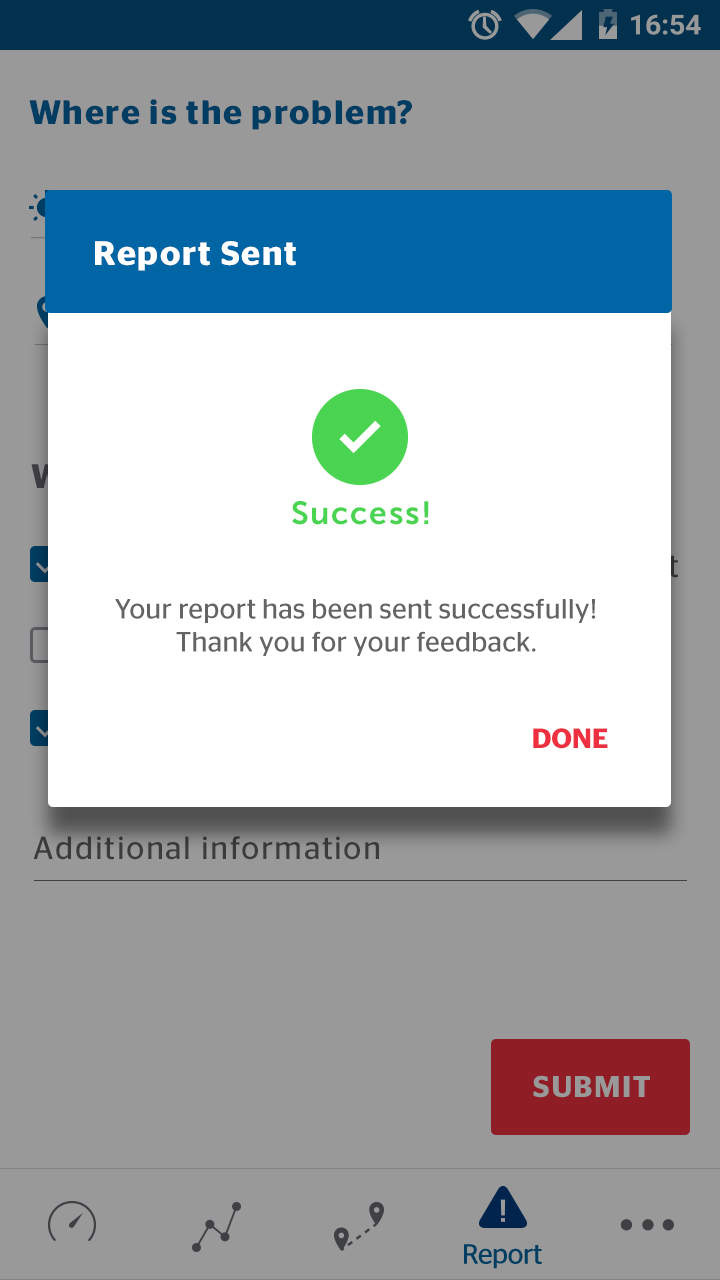 16:54
Where is the problem?
Report Sent
Success!
Your report has been sent successfully!
Thank you for your feedback.
DONE
Additional information
SUBMIT
Report